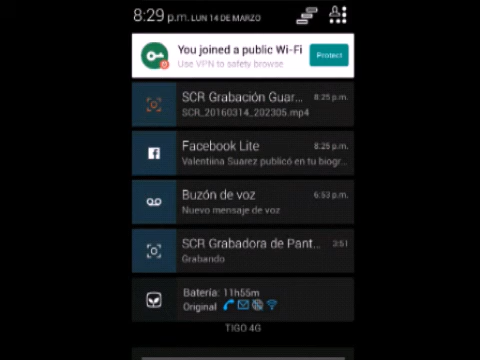 8:29 p.m. LUN 14 DE MARZO
You joined a public Wi-Fi
Use VPN to safety browse
Protect
SCR Grabación Guar... 8:25 p.m.
SCR_20160314_202305.mp4
Facebook Lite 8:25 p.m.
Valentiina Suarez publicó en tu biogr...
Buzón de voz 6:53 p.m.
Nuevo mensaje de voz
SCR Grabadora de Pant... 3:51
Grabando
Batería: 11h55m
Original
TIGO 4G